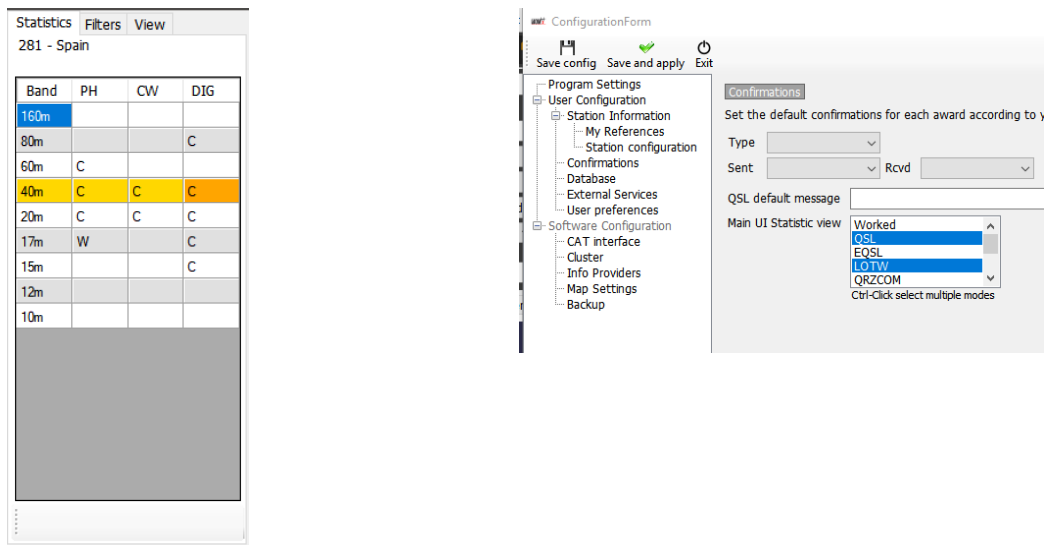 Statistics Filters View
281 - Spain
Band PH CW DIG
160m
80m C
60m C
40m C C C
20m C C C
17m W C
15m C
12m
10m
ConfigurationForm
Save config Save and apply Exit
Program Settings
User Configuration
Station Information
My References
Station configuration
Confirmations
Database
External Services
User preferences
Software Configuration
CAT interface
Cluster
Info Providers
Map Settings
Backup
Confirmations
Set the default confirmations for each award according to y
Type
Sent Rcvd
QSL default message
Main UI Statistic view
Worked
QSL
EQSL
LOTW
QRZCOM
Ctrl-Click select multiple modes